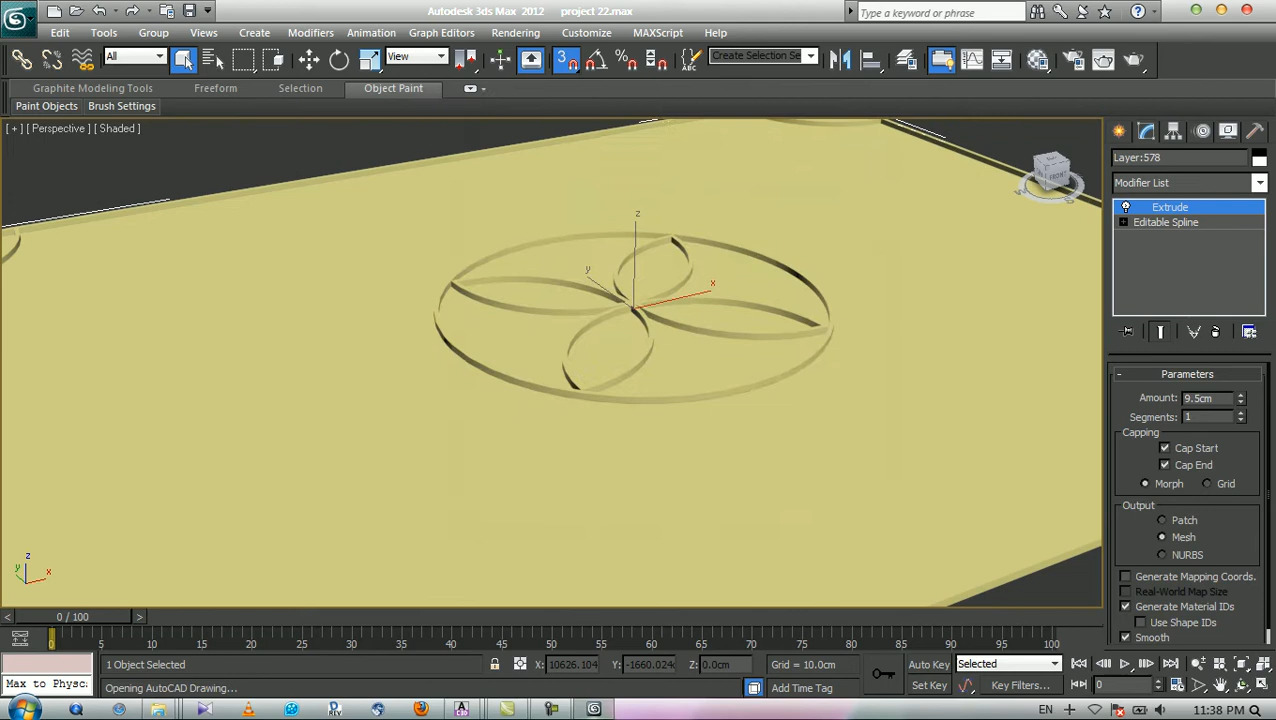 Autodesk 3ds Max 2012 project 22.max
Type a keyword or phrase
Edit Tools Group Views Create Modifiers Animation Graph Editors Rendering Customize MAXScript Help
All View 3 Create Selection Se
Graphite Modeling Tools Freeform Selection Object Paint
Paint Objects Brush Settings
[ + ] [ Perspective ] [ Shaded ]
FRONT
z
y
x
z
y
x
Layer:578
Modifier List
Extrude
Editable Spline
Parameters
Amount: 9.5cm
Segments: 1
Capping
Cap Start
Cap End
Morph Grid
Output
Patch
Mesh
NURBS
Generate Mapping Coords.
Real-World Map Size
Generate Material IDs
Use Shape IDs
Smooth
0 / 100
0 5 10 15 20 25 30 35 40 45 50 55 60 65 70 75 80 85 90 95 100
1 Object Selected X: 10626.104 Y: -1660.024 Z: 0.0cm Grid = 10.0cm Auto Key Selected
Max to Physc: Opening AutoCAD Drawing... Add Time Tag Set Key Key Filters... 0
EN 11:38 PM